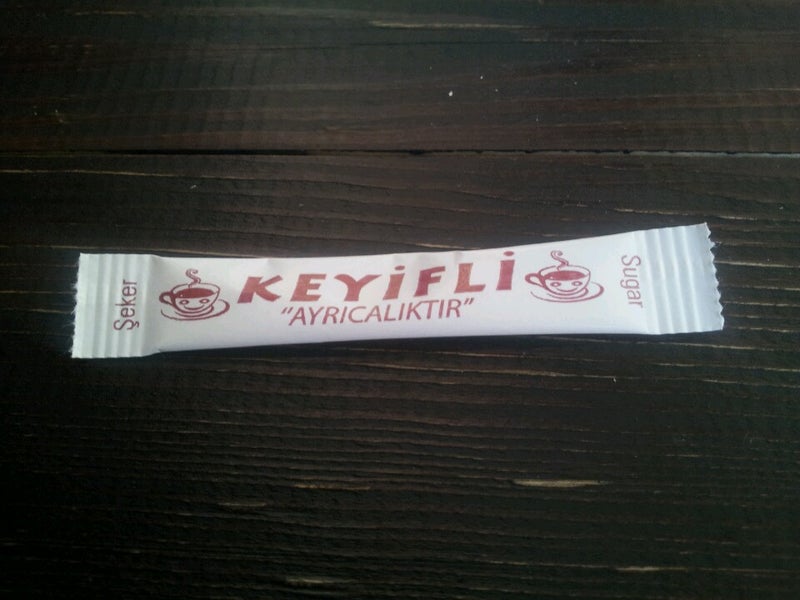 Şeker
KEYİFLİ
"AYRICALIKTIR"
Sugar